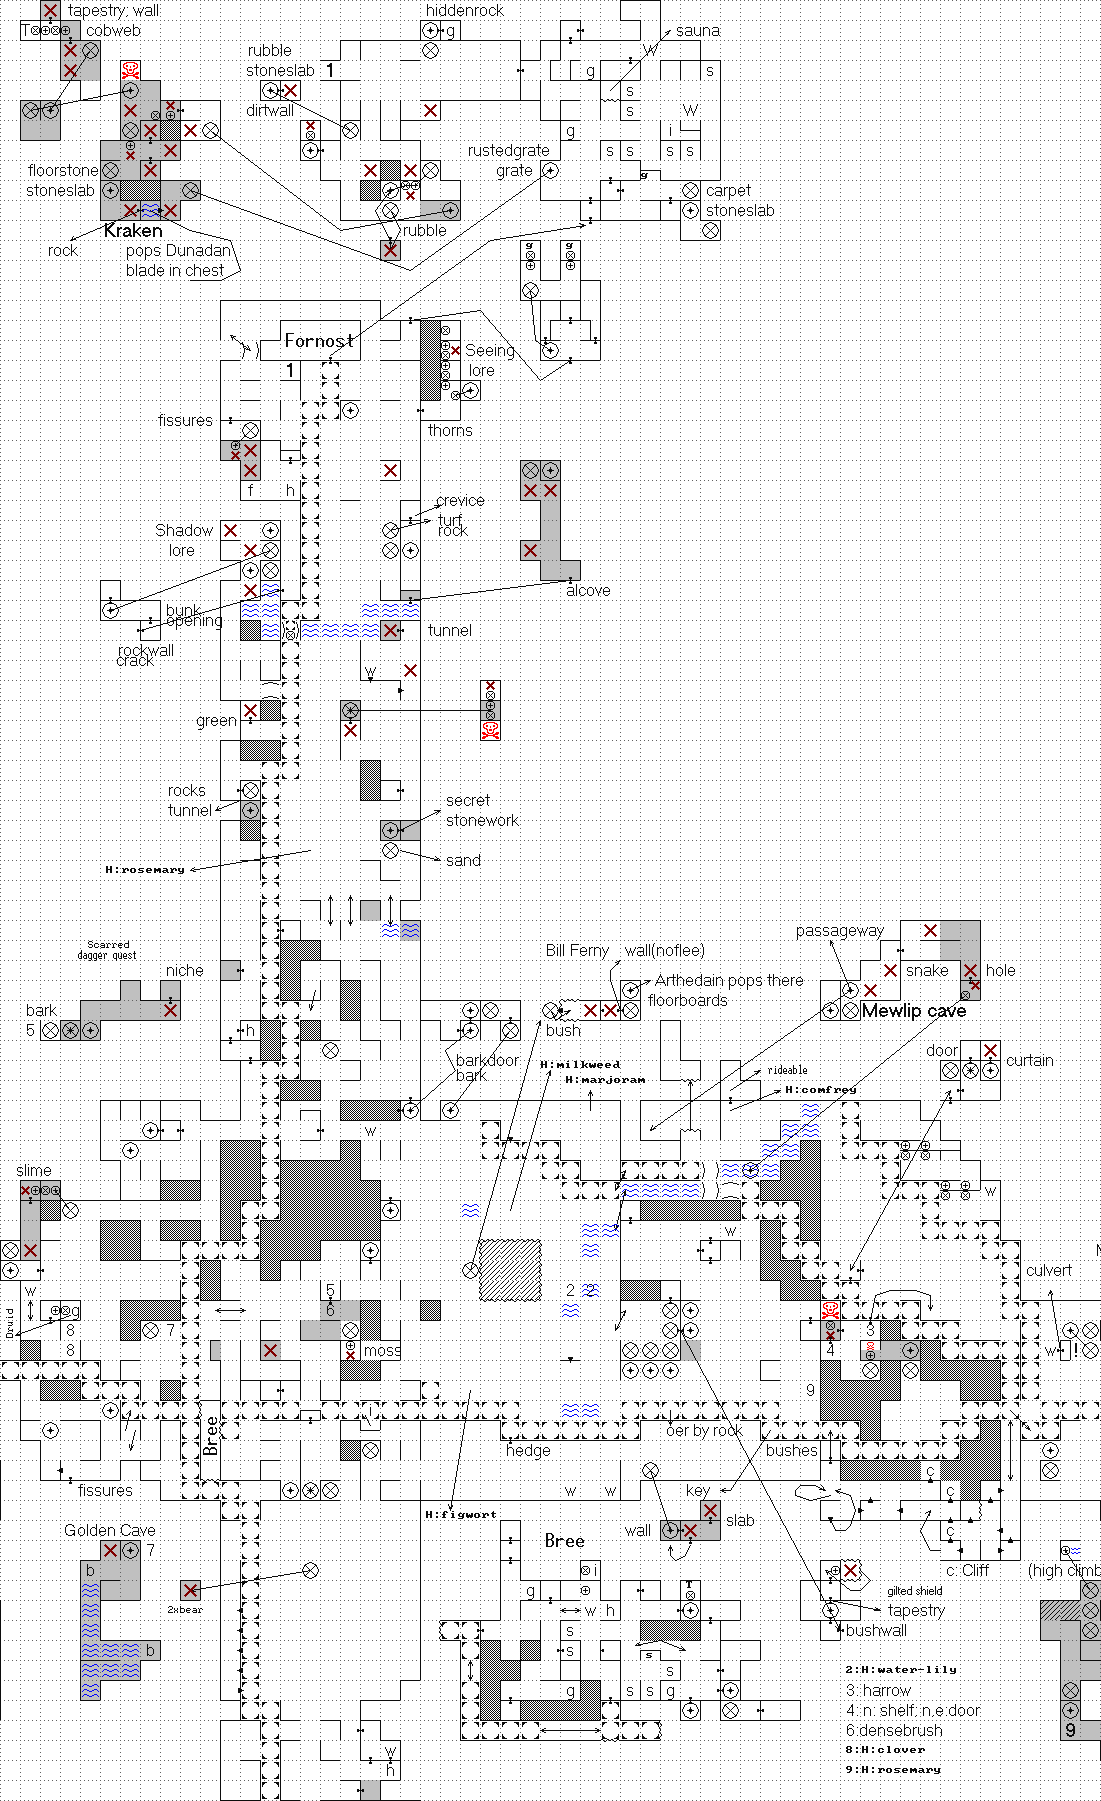 tapestry; wall
T
cobweb
hiddenrock
g
sauna
W
rubble
stoneslab
1
g
s
s
dirtwall
s
W
g
i
s s s s
rustedgrate
grate
floorstone
stoneslab
g
carpet
stoneslab
Kraken
rubble
rock
pops Dunadan
blade in chest
g
g
Fornost
1
Seeing
lore
fissures
thorns
f
h
crevice
turf
rock
Shadow
lore
alcove
bunk
opening
tunnel
rockwall
crack
w
green
rocks
tunnel
secret
stonework
H:rosemary
sand
Scarred
dagger quest
niche
Bill Ferny
wall(noflee)
passageway
snake
hole
Arthedain pops there
floorboards
bark
5
h
bush
Mewlip cave
barkdoor
bark
H:milkweed
H:marjoram
rideable
H:comfrey
door
curtain
w
slime
w
w
culvert
w
5
6
2 2
Druid
g
8
7
8
moss
3
4
w
!
9
Bree
hedge
oer by rock
bushes
fissures
w w
key
c
c
H:figwort
wall
slab
Golden Cave
7
Bree
c
b
i
c: Cliff
(high climb
2xbear
g
w h
T
gilted shield
tapestry
bushwall
s
s
b
s
s
g
s s g
2:H:water-lily
3: harrow
4: n: shelf; n,e:door
6:densebrush
8:H:clover
9:H:rosemary
9
w
h